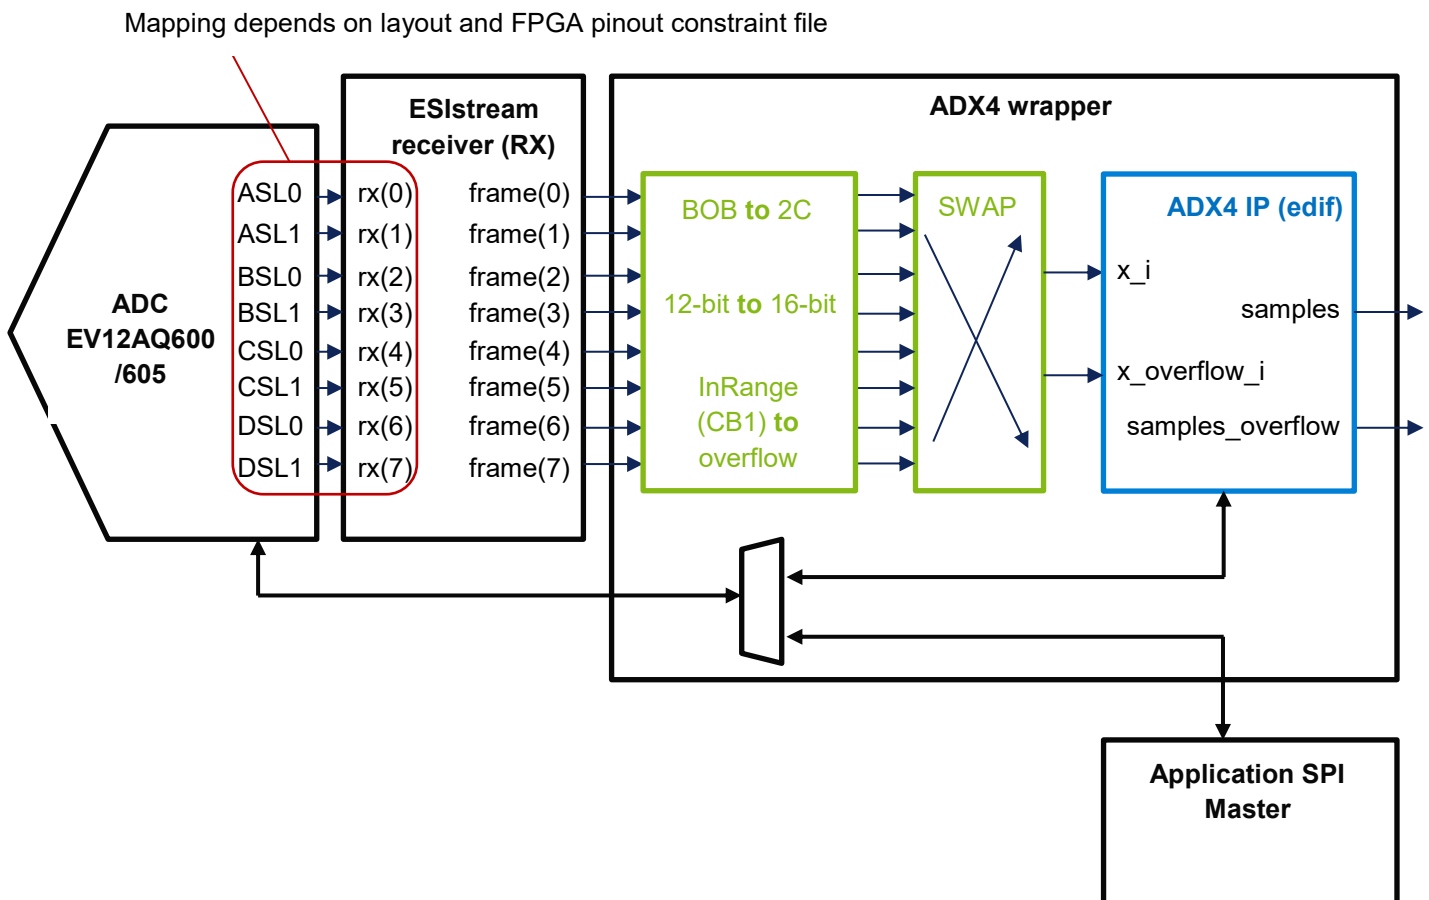 Mapping depends on layout and FPGA pinout constraint file
ADC
EV12AQ600
/605
ASL0
ASL1
BSL0
BSL1
CSL0
CSL1
DSL0
DSL1
ESIstream
receiver (RX)
rx(0) frame(0)
rx(1) frame(1)
rx(2) frame(2)
rx(3) frame(3)
rx(4) frame(4)
rx(5) frame(5)
rx(6) frame(6)
rx(7) frame(7)
ADX4 wrapper
BOB to 2C
12-bit to 16-bit
InRange
(CB1) to
overflow
SWAP
ADX4 IP (edif)
x_i
samples
x_overflow_i
samples_overflow
Application SPI
Master